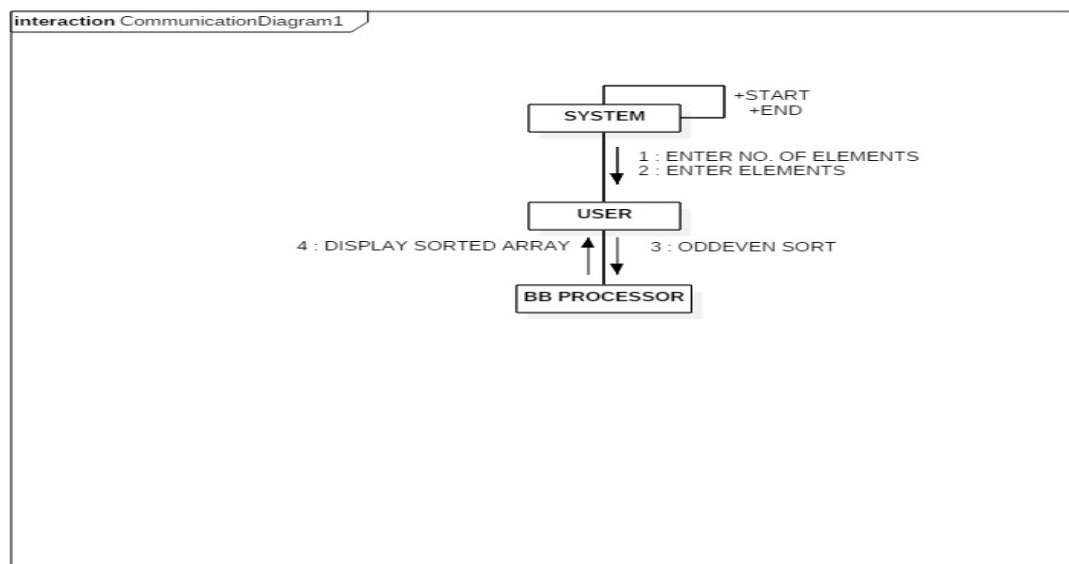 interaction CommunicationDiagram1
+START
+END
SYSTEM
1 : ENTER NO. OF ELEMENTS
2 : ENTER ELEMENTS
USER
4 : DISPLAY SORTED ARRAY
3 : ODDEVEN SORT
BB PROCESSOR